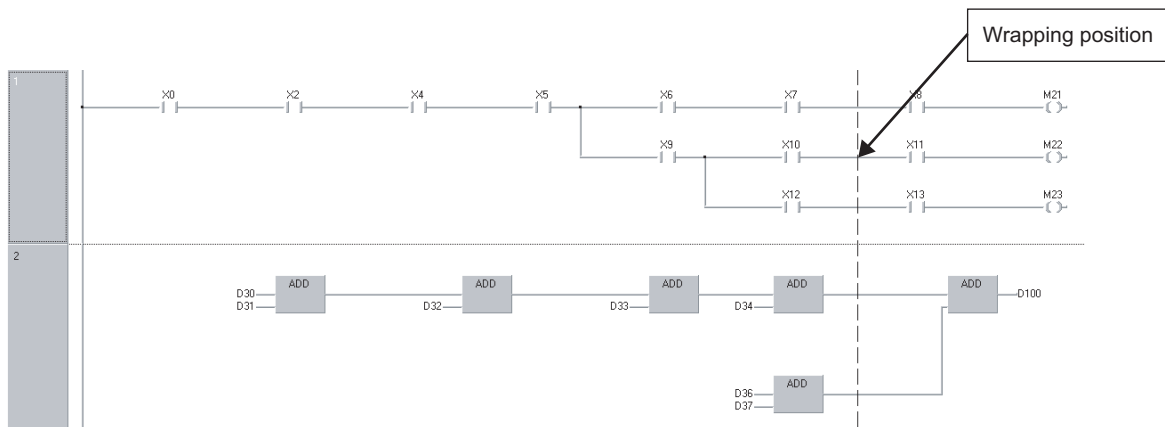 Wrapping position
1
X0 X2 X4 X5 X6 X7 X8 M21
X9 X10 X11 M22
X12 X13 M23
2
ADD ADD ADD ADD ADD
D30 D100
D31 D32 D33 D34
ADD
D36
D37